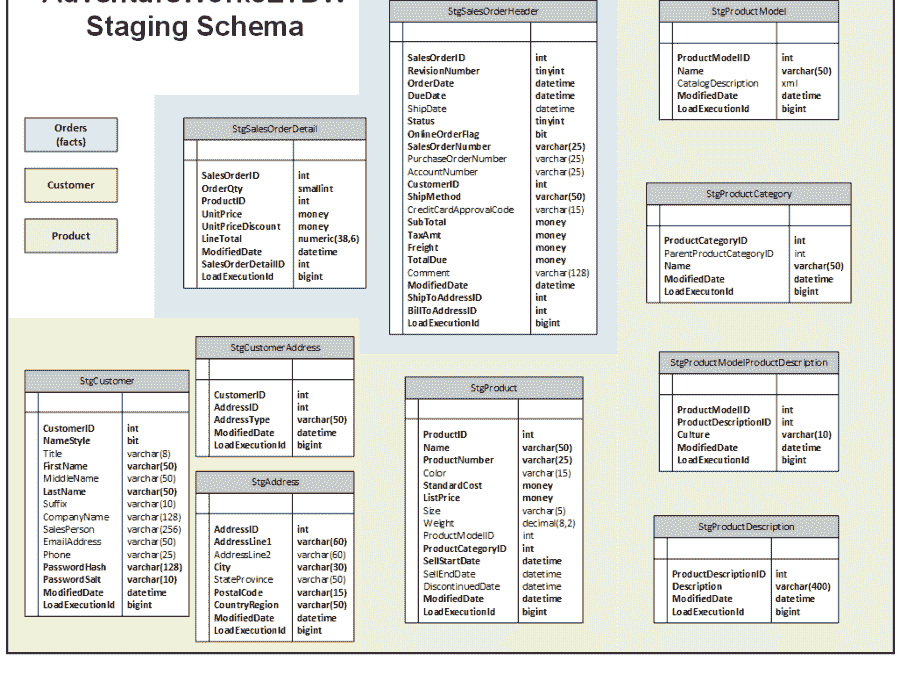 AdventureWorksLTDW
Staging Schema
Orders
(facts)
Customer
Product
StgSalesOrderDetail
SalesOrderID int
OrderQty smallint
ProductID int
UnitPrice money
UnitPriceDiscount money
LineTotal numeric(38,6)
ModifiedDate datetime
SalesOrderDetailID int
LoadExecutionId bigint
StgSalesOrderHeader
SalesOrderID int
RevisionNumber tinyint
OrderDate datetime
DueDate datetime
ShipDate datetime
Status tinyint
OnlineOrderFlag bit
SalesOrderNumber varchar(25)
PurchaseOrderNumber varchar(25)
AccountNumber varchar(25)
CustomerID int
ShipMethod varchar(50)
CreditCardApprovalCode varchar(15)
SubTotal money
TaxAmt money
Freight money
TotalDue money
Comment varchar(128)
ModifiedDate datetime
ShipToAddressID int
BillToAddressID int
LoadExecutionId bigint
StgProductModel
ProductModelID int
Name varchar(50)
CatalogDescription xml
ModifiedDate datetime
LoadExecutionId bigint
StgProductCategory
ProductCategoryID int
ParentProductCategoryID int
Name varchar(50)
ModifiedDate datetime
LoadExecutonId bigint
StgCustomer
CustomerID int
NameStyle bit
Title varchar(8)
FirstName varchar(50)
MiddleName varchar(50)
LastName varchar(50)
Suffix varchar(10)
CompanyName varchar(128)
SalesPerson varchar(256)
EmailAddress varchar(50)
Phone varchar(25)
PasswordHash varchar(128)
PasswordSalt varchar(10)
ModifiedDate datetime
LoadExecutionId bigint
StgCustomerAddress
CustomerID int
AddressID int
AddressType varchar(50)
ModifiedDate datetime
LoadExecutionId bigint
StgAddress
AddressID int
AddressLine1 varchar(60)
AddressLine2 varchar(60)
City varchar(30)
StateProvince varchar(50)
PostalCode varchar(15)
CountryRegion varchar(50)
ModifiedDate datetime
LoadExecutionId bigint
StgProduct
ProductID int
Name varchar(50)
ProductNumber varchar(25)
Color varchar(15)
StandardCost money
ListPrice money
Size varchar(5)
Weight decimal(8,2)
ProductModelID int
ProductCategoryID int
SellStartDate datetime
SellEndDate datetime
DiscontinuedDate datetime
ModifiedDate datetime
LoadExecutionId bigint
StgProductModelProductDescription
ProductModelID int
ProductDescriptionID int
Culture varchar(10)
ModifiedDate datetime
LoadExecutionId bigint
StgProductDescription
ProductDescriptionID int
Description varchar(400)
ModifiedDate datetime
LoadExecutionId bigint